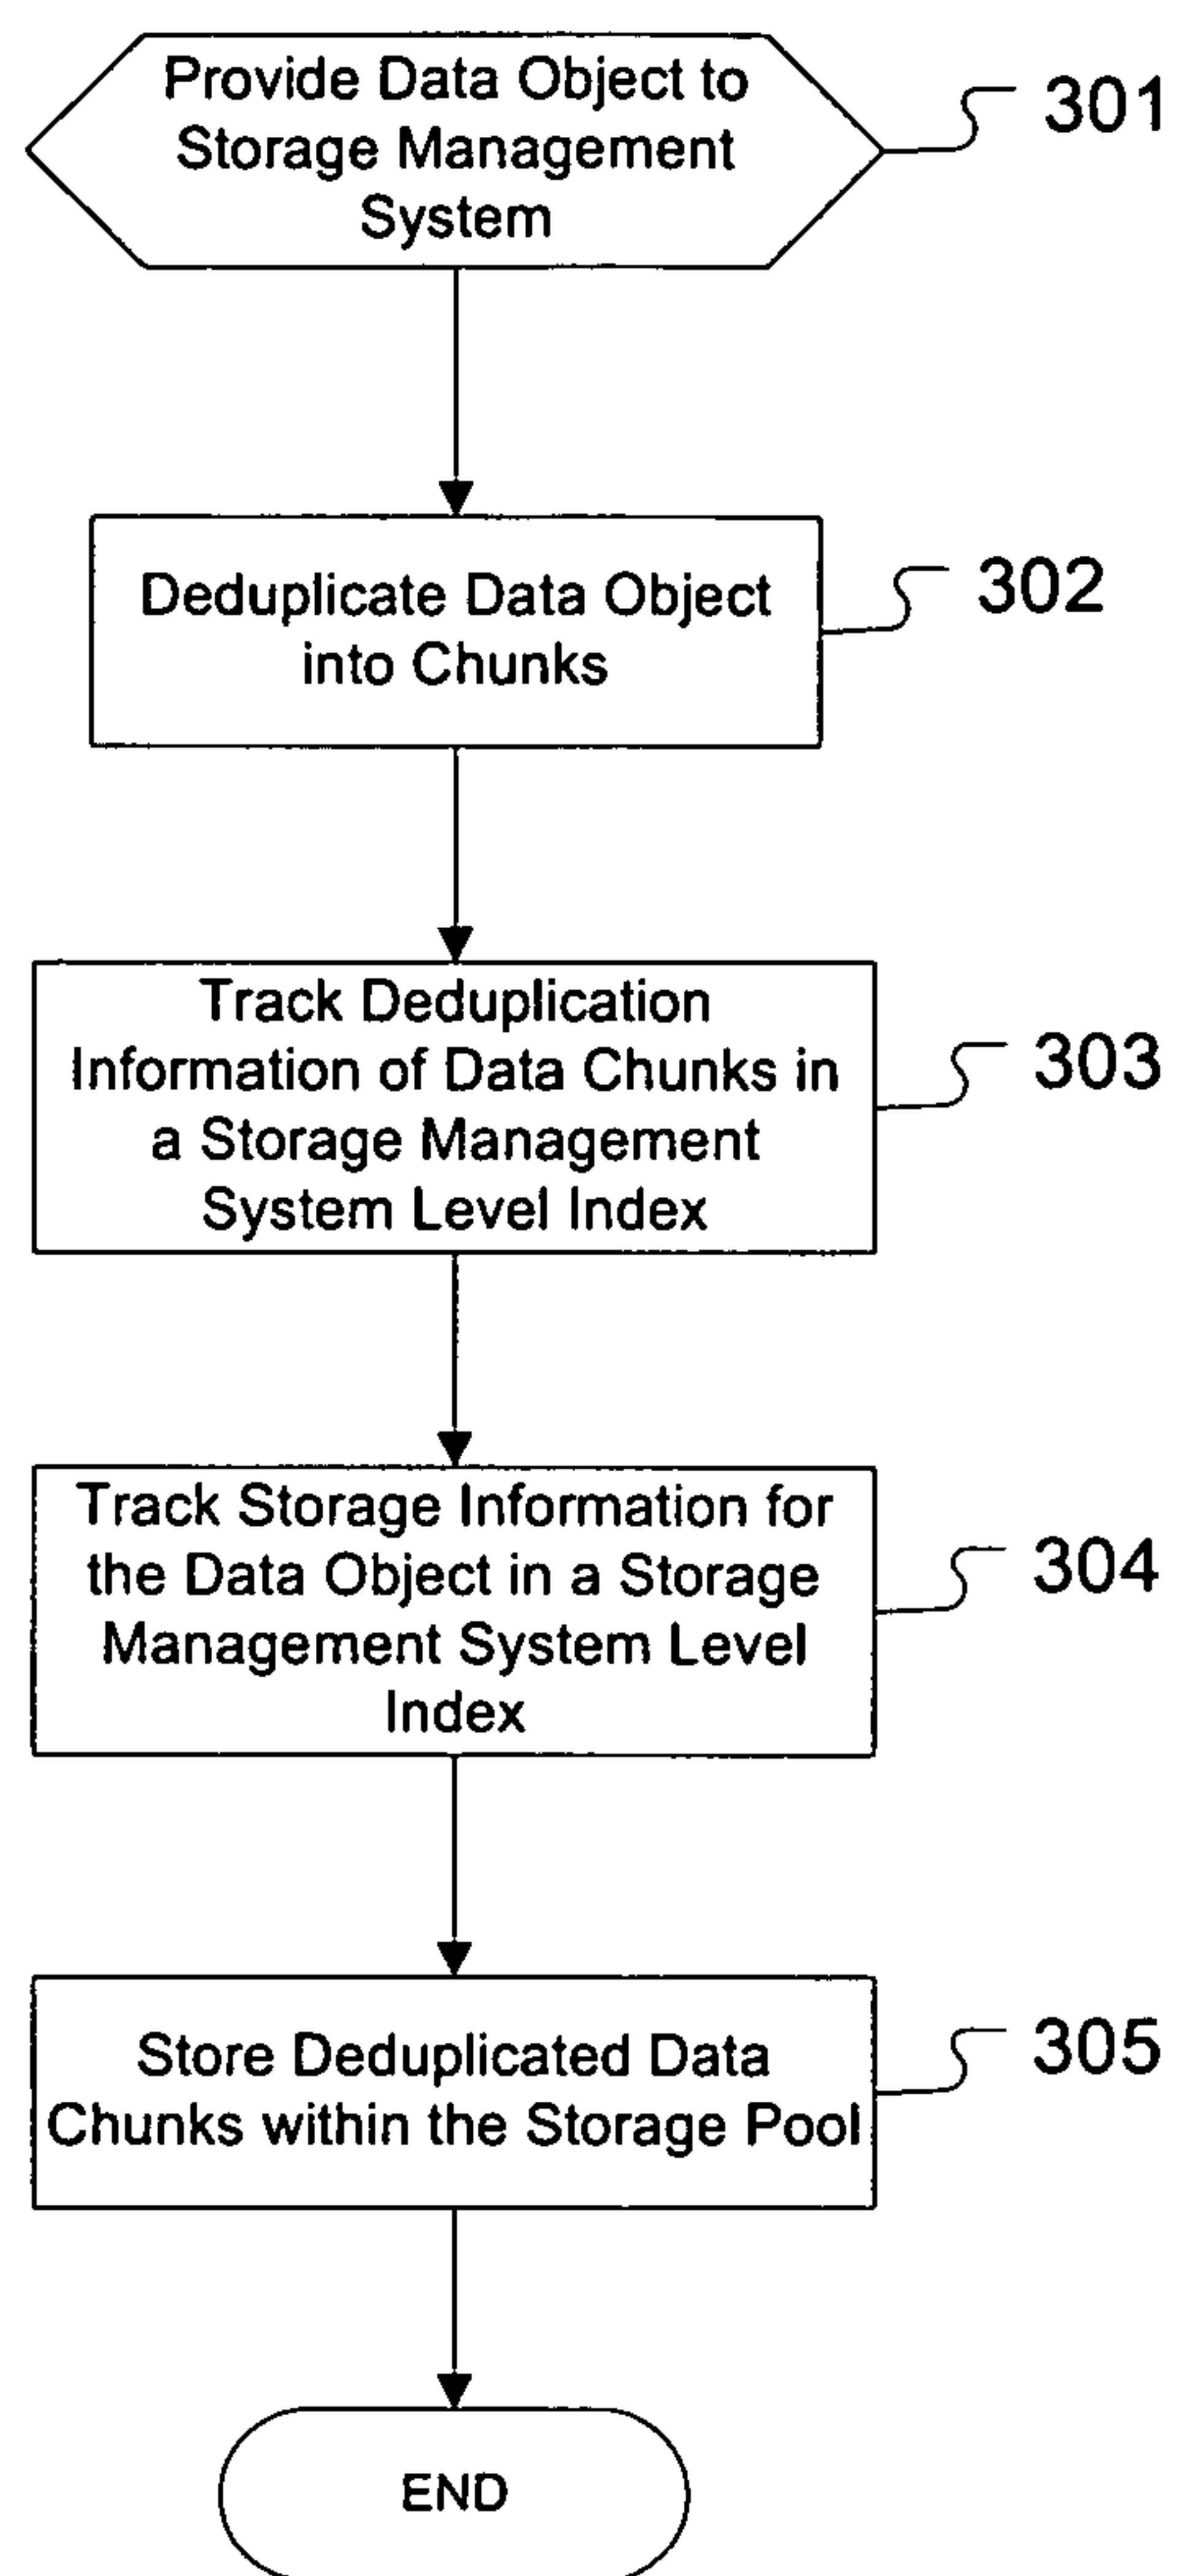 Provide Data Object to
Storage Management
System
301
Deduplicate Data Object
into Chunks
302
Track Deduplication
Information of Data Chunks in
a Storage Management
System Level Index
303
Track Storage Information for
the Data Object in a Storage
Management System Level
Index
304
Store Deduplicated Data
Chunks within the Storage Pool
305
END